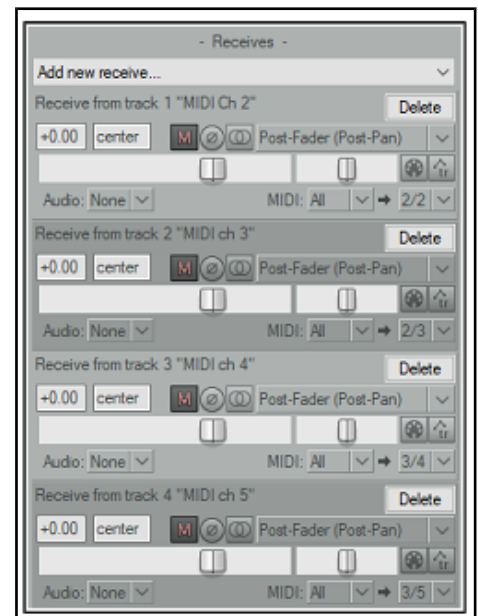 - Receives -
Add new receive...
Receive from track 1 "MIDI Ch 2" Delete
+0.00 center M Post-Fader (Post-Pan)
tr
Audio: None MIDI: All → 2/2
Receive from track 2 "MIDI ch 3" Delete
+0.00 center M Post-Fader (Post-Pan)
tr
Audio: None MIDI: All → 2/3
Receive from track 3 "MIDI ch 4" Delete
+0.00 center M Post-Fader (Post-Pan)
tr
Audio: None MIDI: All → 3/4
Receive from track 4 "MIDI ch 5" Delete
+0.00 center M Post-Fader (Post-Pan)
tr
Audio: None MIDI: All → 3/5